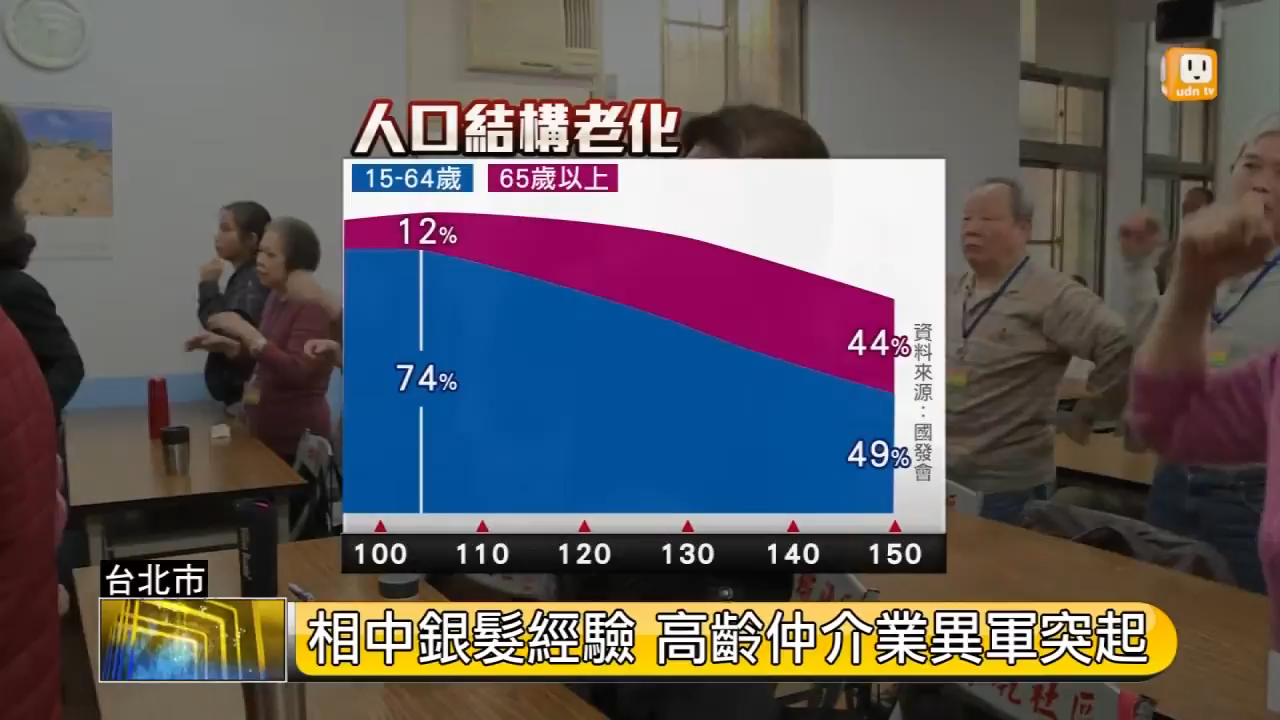 udn tv
人口結構老化
15-64歲 65歲以上
12%
74%
44%
49%
資料來源：國發會
100 110 120 130 140 150
台北市
相中銀髮經驗 高齡仲介業異軍突起